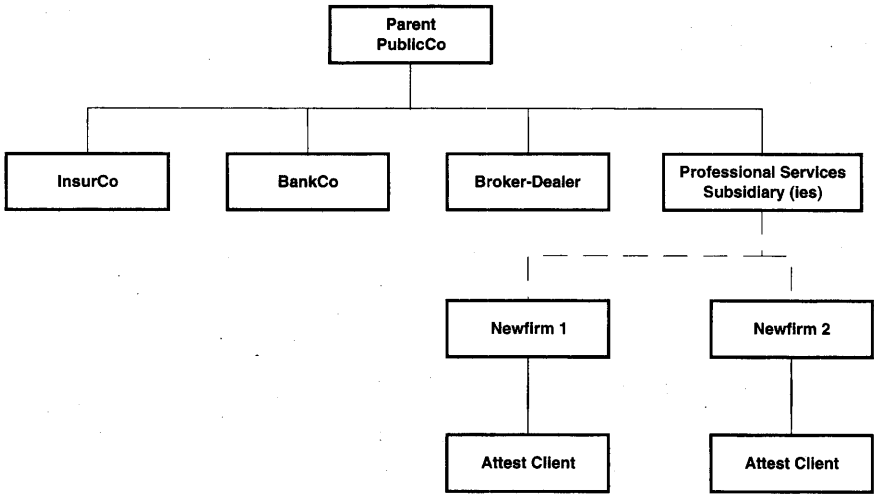 Parent
PublicCo
InsurCo
BankCo
Broker-Dealer
Professional Services
Subsidiary (ies)
Newfirm 1
Newfirm 2
Attest Client
Attest Client